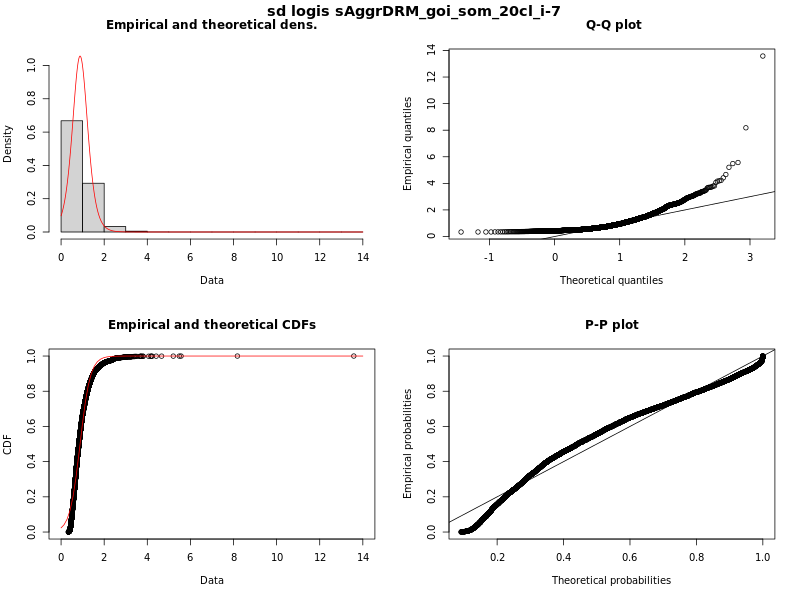 sd logis sAggrDRM_goi_som_20cl_i-7
Empirical and theoretical dens.
Density
0.0 0.2 0.4 0.6 0.8 1.0
0 2 4 6 8 10 12 14
Data
Q-Q plot
Empirical quantiles
0 2 4 6 8 10 12 14
-1 0 1 2 3
Theoretical quantiles
Empirical and theoretical CDFs
CDF
0.0 0.2 0.4 0.6 0.8 1.0
0 2 4 6 8 10 12 14
Data
P-P plot
Empirical probabilities
0.0 0.2 0.4 0.6 0.8 1.0
0.2 0.4 0.6 0.8 1.0
Theoretical probabilities